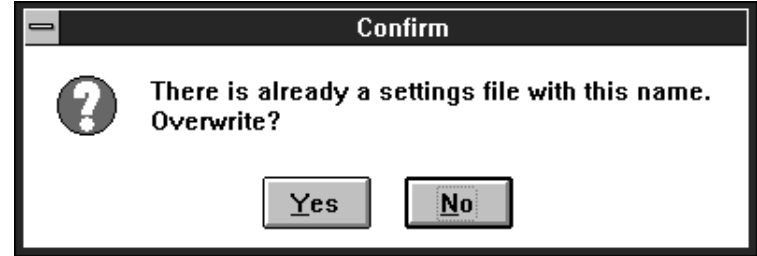 Confirm
There is already a settings file with this name.
Overwrite?
Yes No